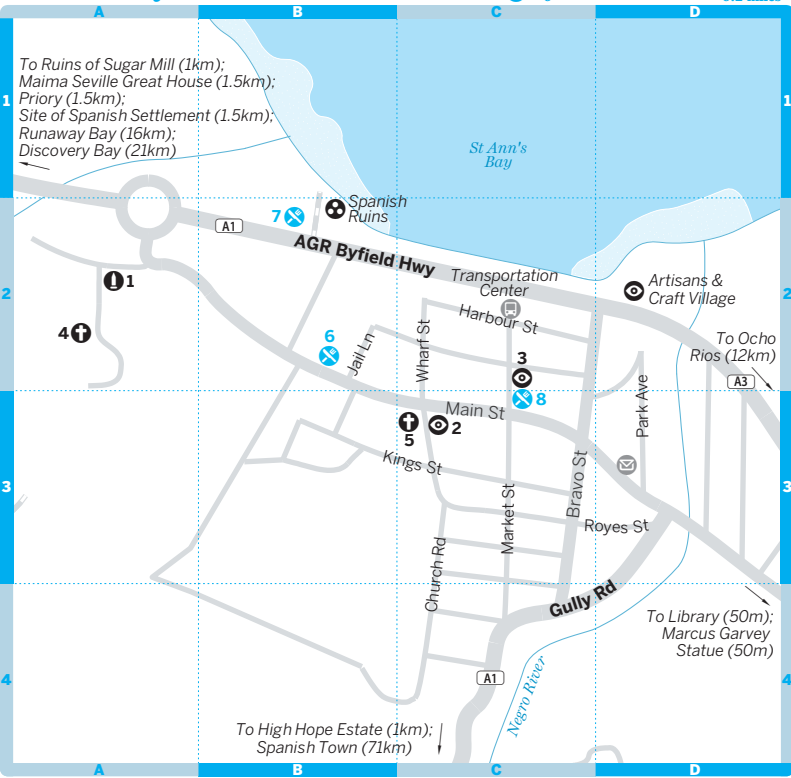 A
B
C
D
To Ruins of Sugar Mill (1km);
Maima Seville Great House (1.5km);
Priory (1.5km);
Site of Spanish Settlement (1.5km);
Runaway Bay (16km);
Discovery Bay (21km)
1
1
St Ann's
Bay
Spanish
Ruins
7
A1
AGR Byfield Hwy
Transportation
Center
Artisans &
Craft Village
1
2
2
4
Harbour St
To Ocho
Rios (12km)
6
Jail Ln
Wharf St
3
A3
8
Main St
Park Ave
5
2
Kings St
3
3
Market St
Bravo St
Royes St
Church Rd
Gully Rd
To Library (50m);
Marcus Garvey
Statue (50m)
A1
4
4
Negro River
To High Hope Estate (1km);
Spanish Town (71km)
A
B
C
D